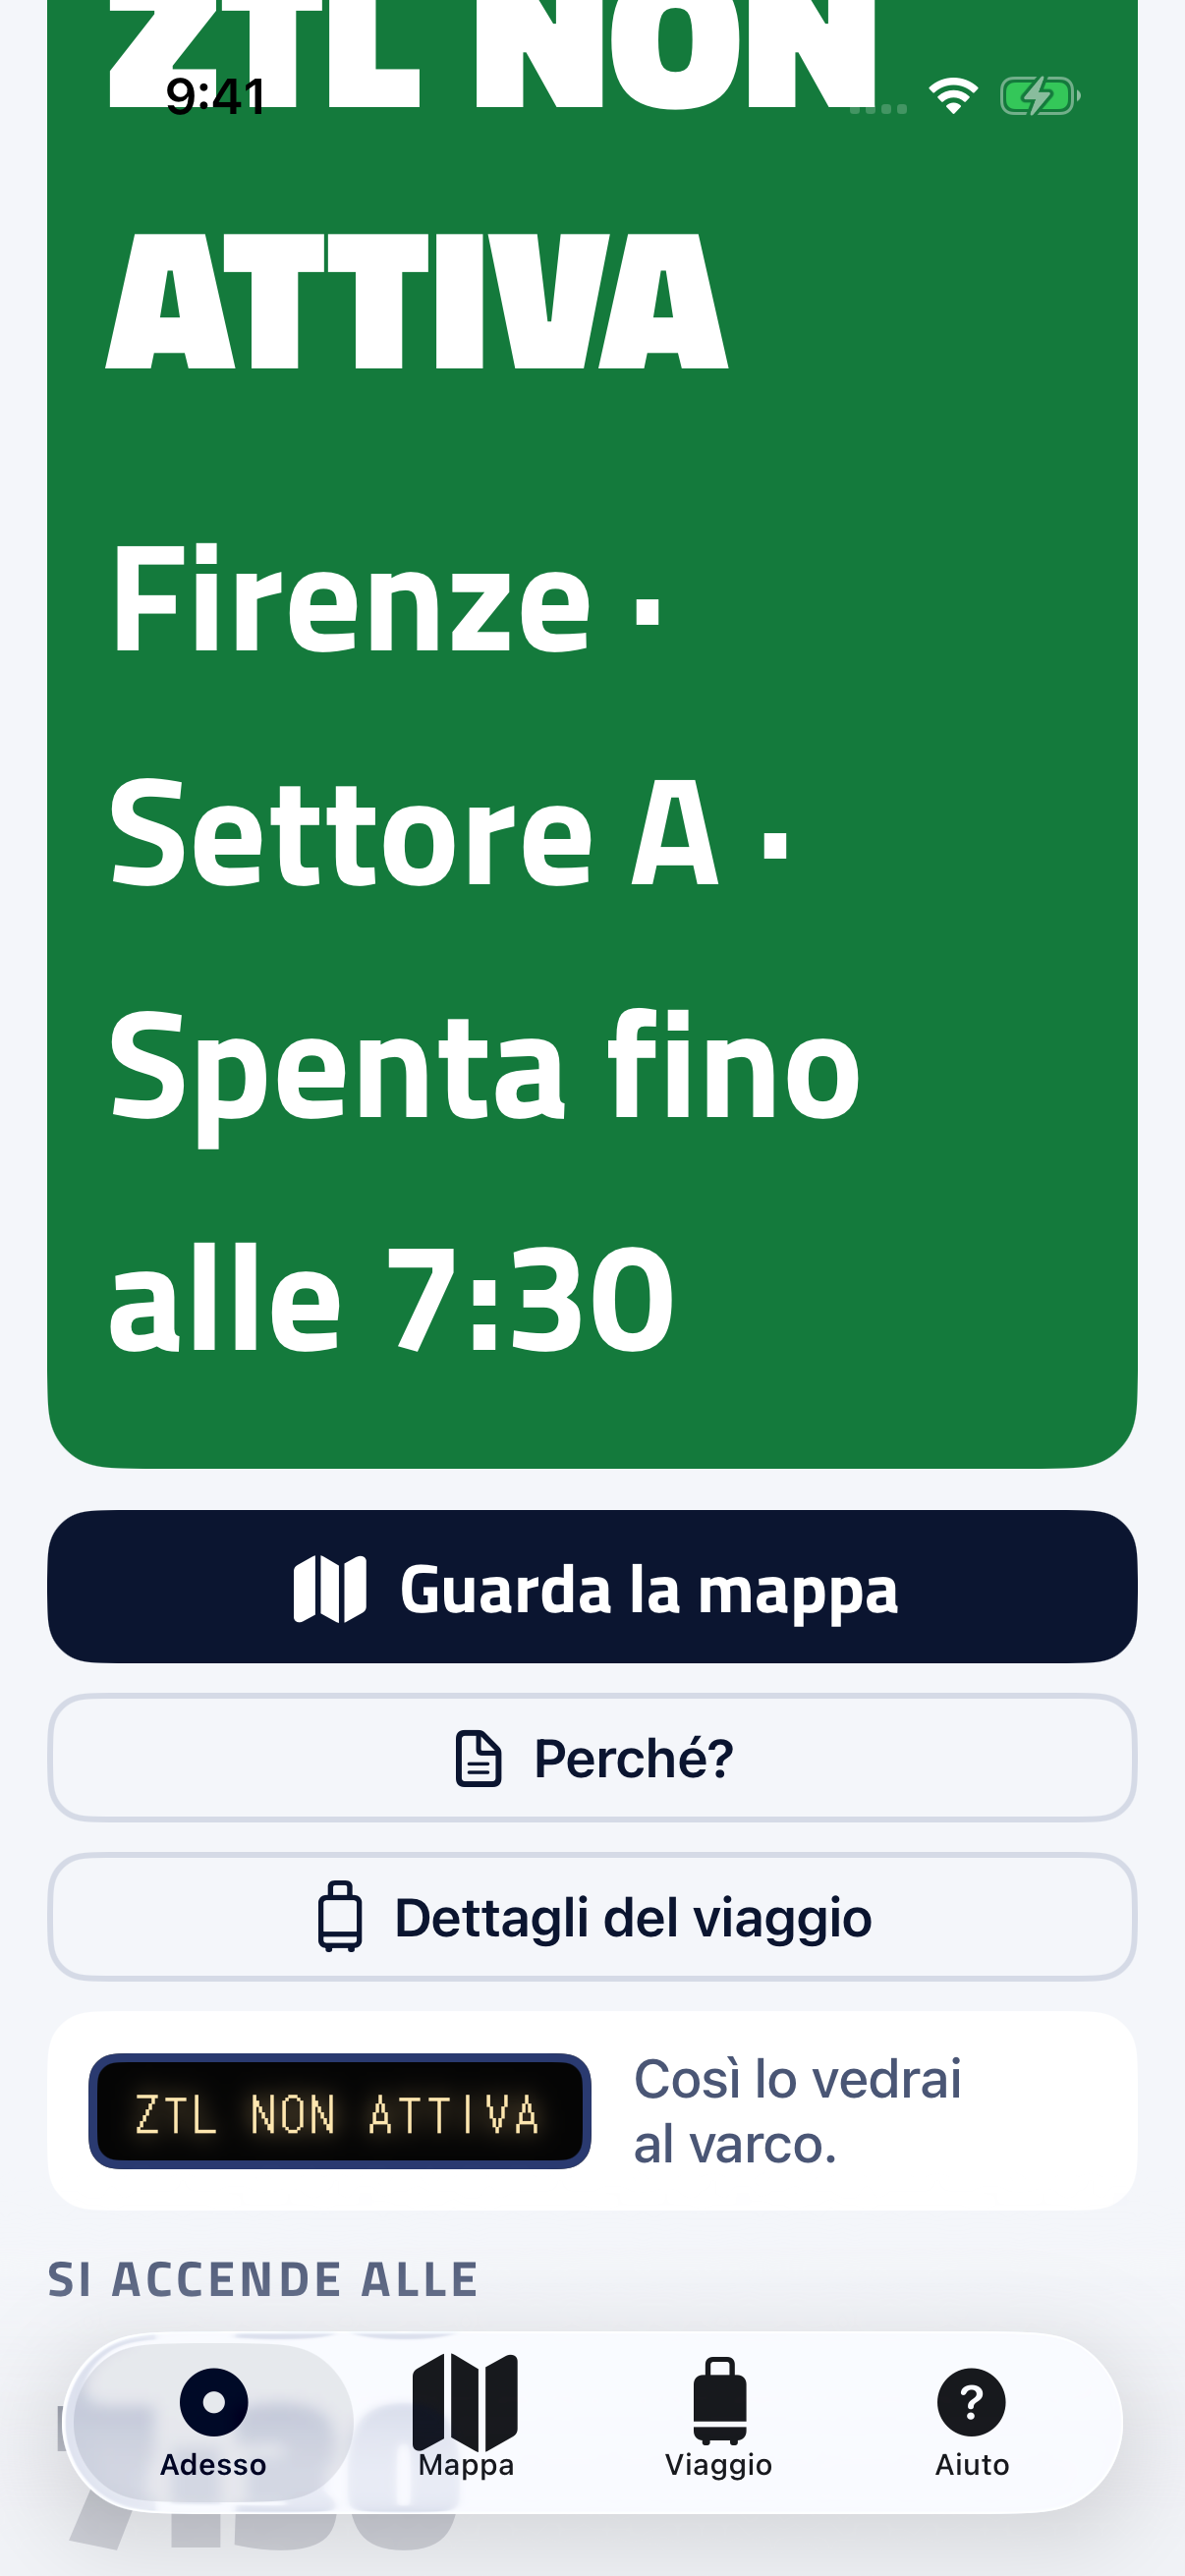 ZTL NON
9:41
ATTIVA
Firenze ·
Settore A ·
Spenta fino
alle 7:30
Guarda la mappa
Perché?
Dettagli del viaggio
ZTL NON ATTIVA
Così lo vedrai
al varco.
SI ACCENDE ALLE
Adesso
Mappa
Viaggio
Aiuto